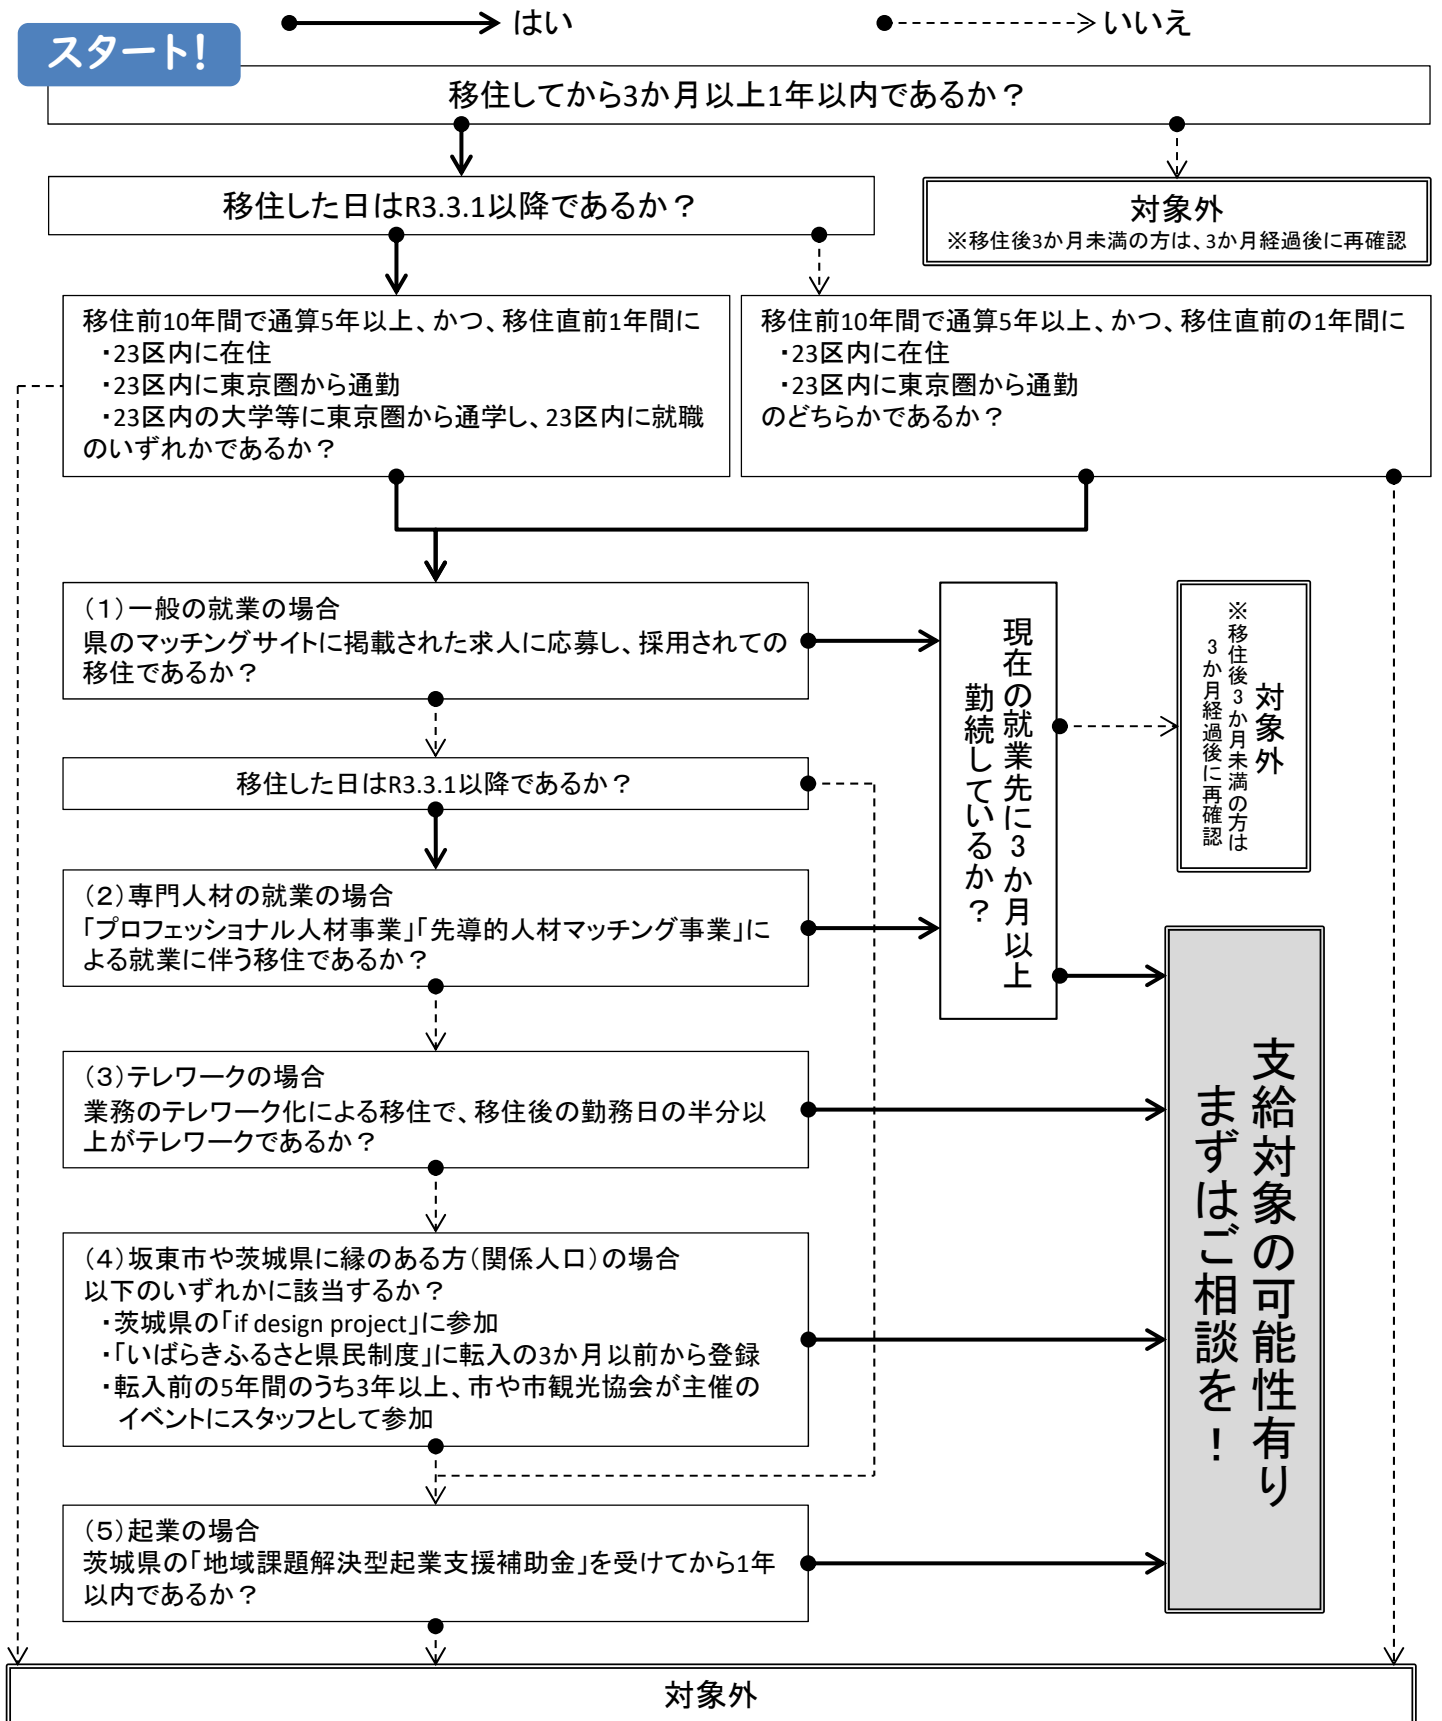 はい
いいえ
スタート！
移住してから3か月以上1年以内であるか？
移住した日はR3.3.1以降であるか？
対象外
※移住後3か月未満の方は、3か月経過後に再確認
移住前10年間で通算5年以上、かつ、移住直前1年間に
・23区内に在住
・23区内に東京圏から通勤
・23区内の大学等に東京圏から通学し、23区内に就職
のいずれかであるか？
移住前10年間で通算5年以上、かつ、移住直前の1年間に
・23区内に在住
・23区内に東京圏から通勤
のどちらかであるか？
（１）一般の就業の場合
県のマッチングサイトに掲載された求人に応募し、採用されての
移住であるか？
現在の就業先に３か月以上
勤続しているか？
対象外
※移住後３か月未満の方は
３か月経過後に再確認
移住した日はR3.3.1以降であるか？
（２）専門人材の就業の場合
「プロフェッショナル人材事業」「先導的人材マッチング事業」に
よる就業に伴う移住であるか？
（３）テレワークの場合
業務のテレワーク化による移住で、移住後の勤務日の半分以
上がテレワークであるか？
支給対象の可能性有り
まずはご相談を！
（４）坂東市や茨城県に縁のある方（関係人口）の場合
以下のいずれかに該当するか？
・茨城県の「if design project」に参加
・「いばらきふるさと県民制度」に転入の3か月以前から登録
・転入前の5年間のうち3年以上、市や市観光協会が主催の
イベントにスタッフとして参加
（５）起業の場合
茨城県の「地域課題解決型起業支援補助金」を受けてから1年
以内であるか？
対象外